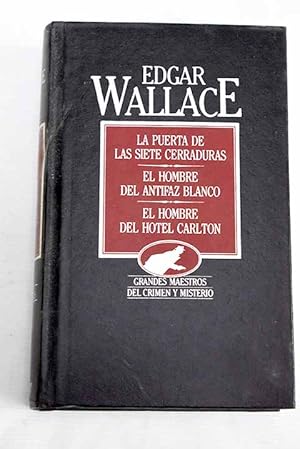 EDGAR
WALLACE
LA PUERTA DE
LAS SIETE CERRADURAS
EL HOMBRE
DEL ANTIFAZ BLANCO
EL HOMBRE
DEL HOTEL CARLTON
GRANDES MAESTROS
DEL CRIMEN Y MISTERIO